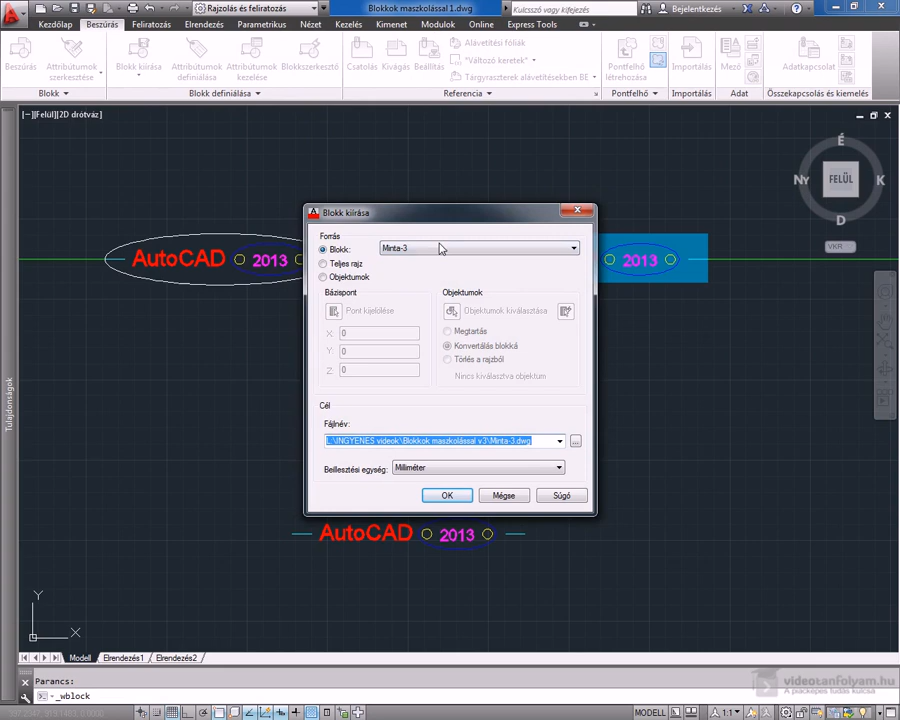 Rajzolás és feliratozás
Blokkok maszkolással 1.dwg
Kulcsszó vagy kifejezés
Bejelentkezés
Kezdőlap Beszúrás Feliratozás Elrendezés Parametrikus Nézet Kezelés Kimenet Modulok Online Express Tools
Beszúrás
Attribútumok szerkesztése
Blokk kiírása
Attribútumok definiálása
Attribútumok kezelése
Blokkszerkesztő
Csatolás
Kivágás
Beállítás
Alávetítési fóliák
*Változó keretek*
Tárgyraszterek alávetítésekben BE
Pontfelhő létrehozása
Importálás
Mező
Adatkapcsolat
Blokk Blokk definiálása Referencia Pontfelhő Importálás Adat Összekapcsolás és kiemelés
[−][Felül][2D drótváz]
É
Ny FELÜL K
D
VKR
Tulajdonságok
AutoCAD 2013
2013
Blokk kiírása
Forrás
Blokk: Minta-3
Teljes rajz
Objektumok
Bázispont
Pont kijelölése
X: 0
Y: 0
Z: 0
Objektumok
Objektumok kiválasztása
Megtartás
Konvertálás blokká
Törlés a rajzból
Nincs kiválasztva objektum
Cél
Fájlnév:
L:\INGYENES videok\Blokkok maszkolással v3\Minta-3.dwg
...
Beillesztési egység: Milliméter
OK Mégse Súgó
AutoCAD 2013
Y
X
Modell Elrendezés1 Elrendezés2
Parancs:
_wblock
videotanfolyam.hu
A piacképes tudás kulcsa
MODELL
1:1